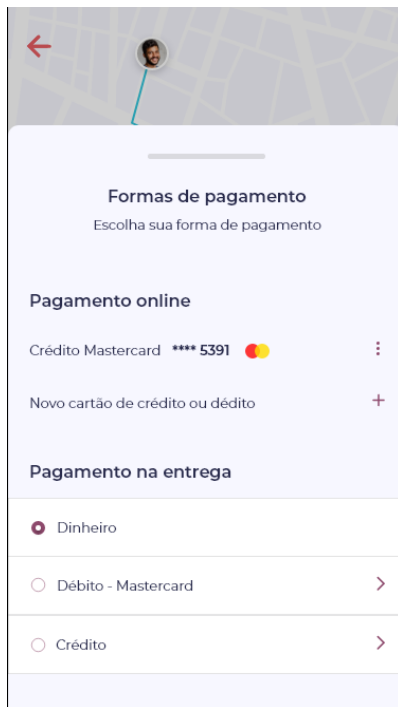 Formas de pagamento
Escolha sua forma de pagamento
Pagamento online
Crédito Mastercard **** 5391
Novo cartão de crédito ou dédito
Pagamento na entrega
Dinheiro
Débito - Mastercard
Crédito